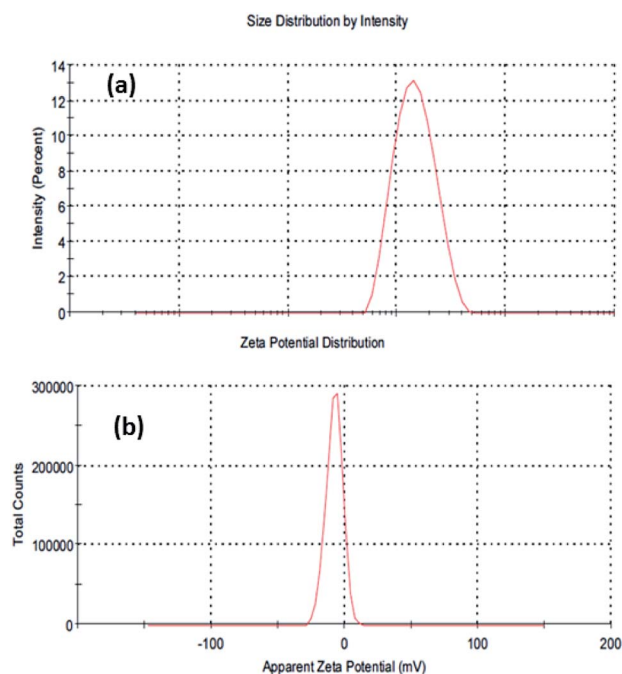 Size Distribution by Intensity
(a)
Intensity (Percent)
14
12
10
8
6
4
2
0
Zeta Potential Distribution
(b)
Total Counts
300000
200000
100000
0
-100 0 100 200
Apparent Zeta Potential (mV)